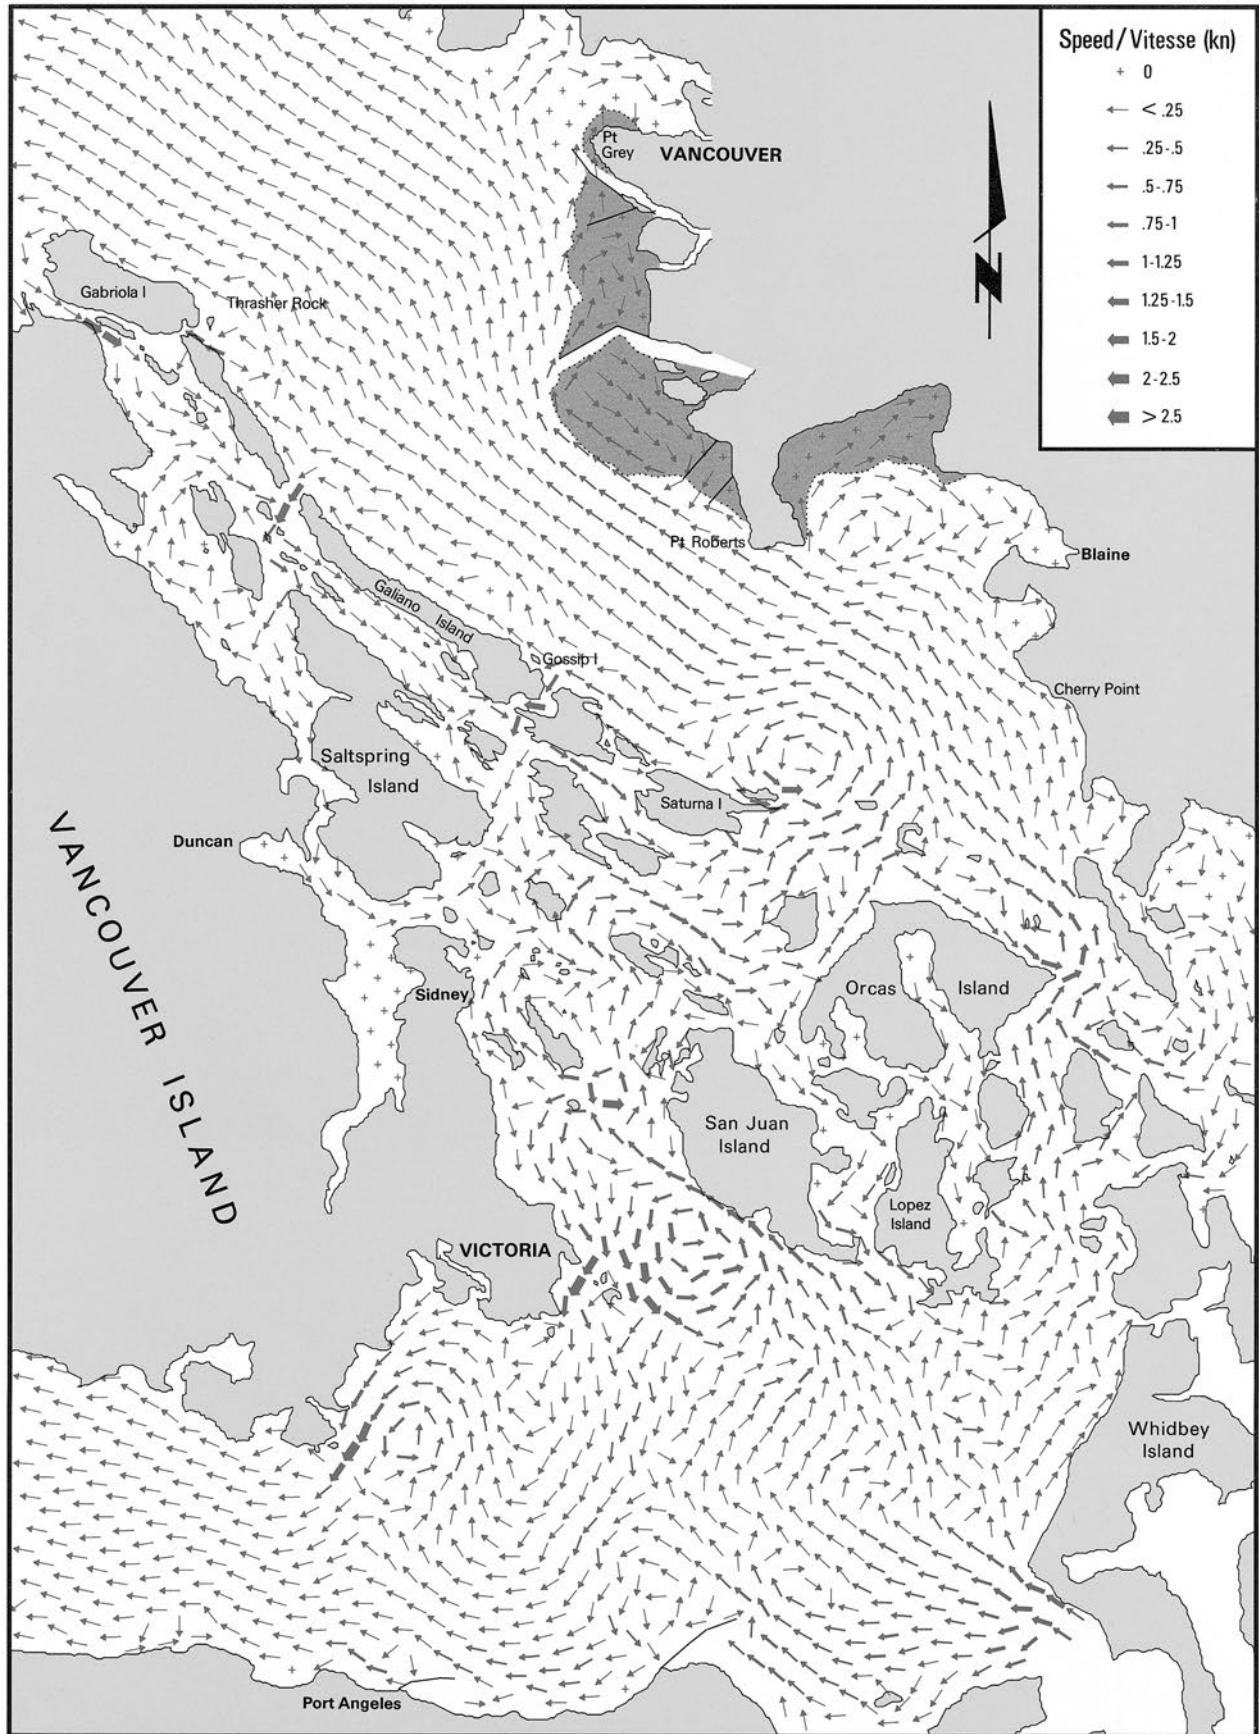 Speed/Vitesse (kn)
+ 0
< .25
.25-.5
.5-.75
.75-1
1-1.25
1.25-1.5
1.5-2
2-2.5
> 2.5
N
Pt
Grey
VANCOUVER
Gabriola I
Thrasher Rock
Pt Roberts
Blaine
Galiano
Island
Gossip I
Cherry Point
Saltspring
Island
Saturna I
Duncan
VANCOUVER ISLAND
Sidney
Orcas Island
San Juan
Island
Lopez
Island
VICTORIA
Whidbey
Island
Port Angeles